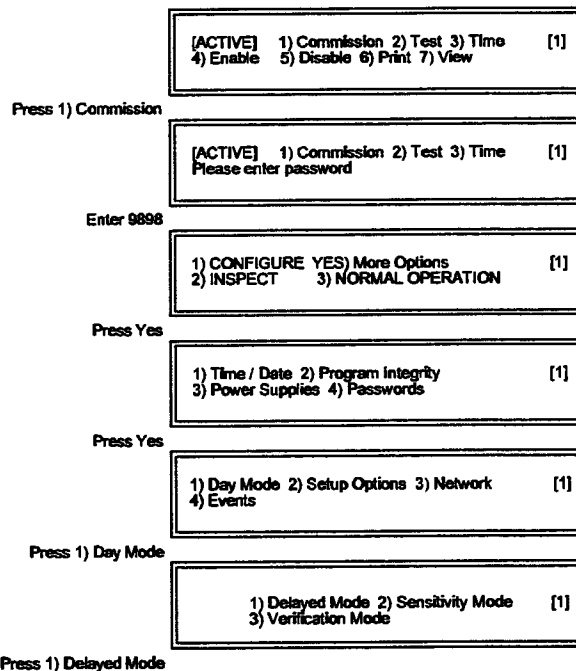 [ACTIVE] 1) Commission 2) Test 3) Time [1]
4) Enable 5) Disable 6) Print 7) View
Press 1) Commission
[ACTIVE] 1) Commission 2) Test 3) Time [1]
Please enter password
Enter 9898
1) CONFIGURE YES) More Options [1]
2) INSPECT 3) NORMAL OPERATION
Press Yes
1) Time / Date 2) Program integrity [1]
3) Power Supplies 4) Passwords
Press Yes
1) Day Mode 2) Setup Options 3) Network [1]
4) Events
Press 1) Day Mode
1) Delayed Mode 2) Sensitivity Mode [1]
3) Verification Mode
Press 1) Delayed Mode